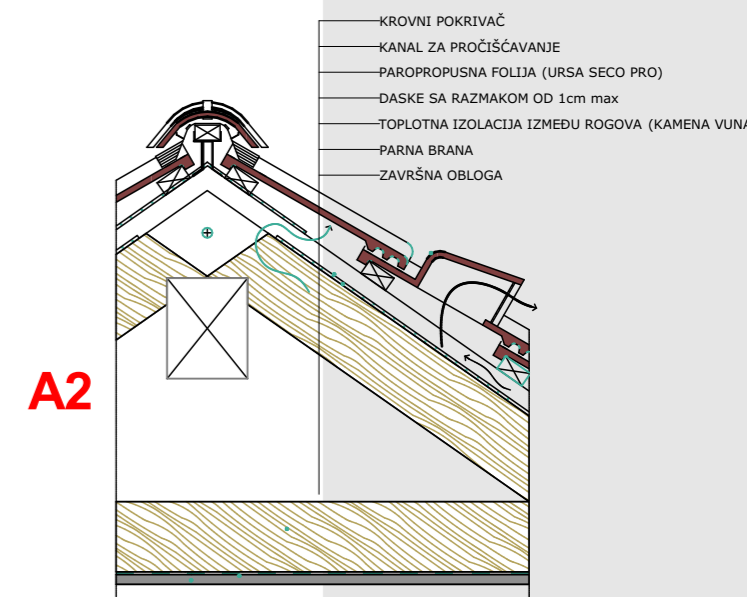 KROVNI POKRIVAČ
KANAL ZA PROČIŠĆAVANJE
PAROPROPUSNA FOLIJA (URSA SECO PRO)
DASKE SA RAZMAKOM OD 1cm max
TOPLOTNA IZOLACIJA IZMEĐU ROGOVA (KAMENA VUNA
PARNA BRANA
ZAVRŠNA OBLOGA
A2